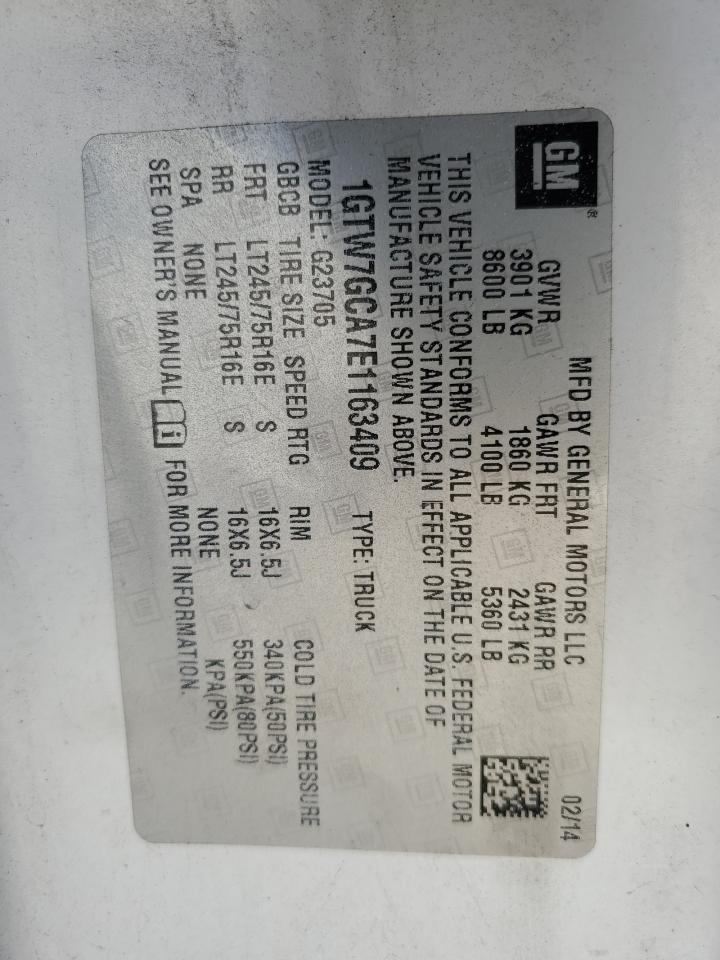 GM®
MFD BY GENERAL MOTORS LLC 02/14
GVWR GAWR FRT GAWR RR
3901 KG 1860 KG 2431 KG
8600 LB 4100 LB 5360 LB
THIS VEHICLE CONFORMS TO ALL APPLICABLE U.S. FEDERAL MOTOR
VEHICLE SAFETY STANDARDS IN EFFECT ON THE DATE OF
MANUFACTURE SHOWN ABOVE.
1GTW7GCA7E1163409 TYPE: TRUCK
MODEL: G23705
GBCB TIRE SIZE SPEED RTG RIM COLD TIRE PRESSURE
FRT LT245/75R16E S 16X6.5J 340KPA(50PSI)
RR LT245/75R16E S 16X6.5J 550KPA(80PSI)
SPA NONE NONE KPA(PSI)
SEE OWNER'S MANUAL i FOR MORE INFORMATION.